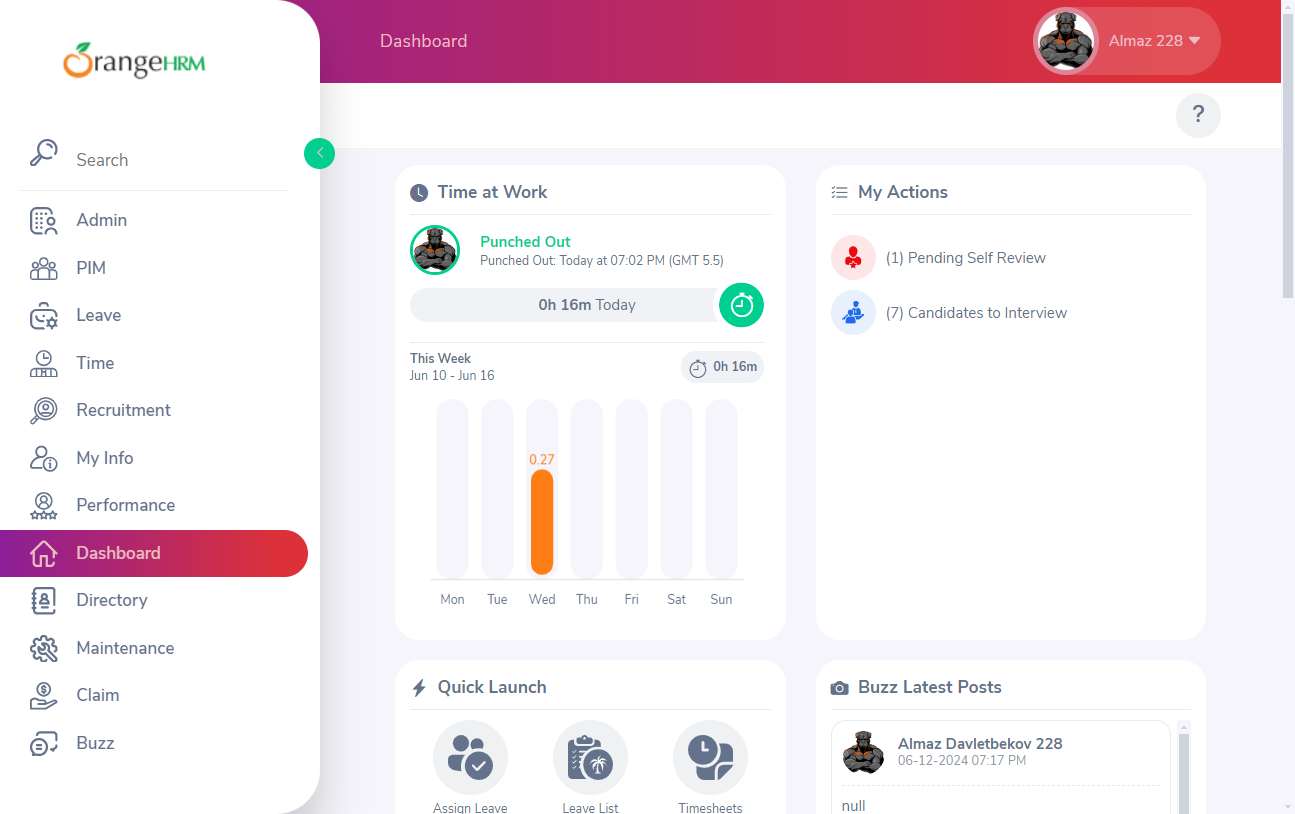 OrangeHRM
Search
Admin
PIM
Leave
Time
Recruitment
My Info
Performance
Dashboard
Directory
Maintenance
Claim
Buzz
Dashboard
Almaz 228
?
Time at Work
Punched Out
Punched Out: Today at 07:02 PM (GMT 5.5)
0h 16m Today
This Week
Jun 10 - Jun 16
0h 16m
0.27
Mon Tue Wed Thu Fri Sat Sun
My Actions
(1) Pending Self Review
(7) Candidates to Interview
Quick Launch
Assign Leave
Leave List
Timesheets
Buzz Latest Posts
Almaz Davletbekov 228
06-12-2024 07:17 PM
null